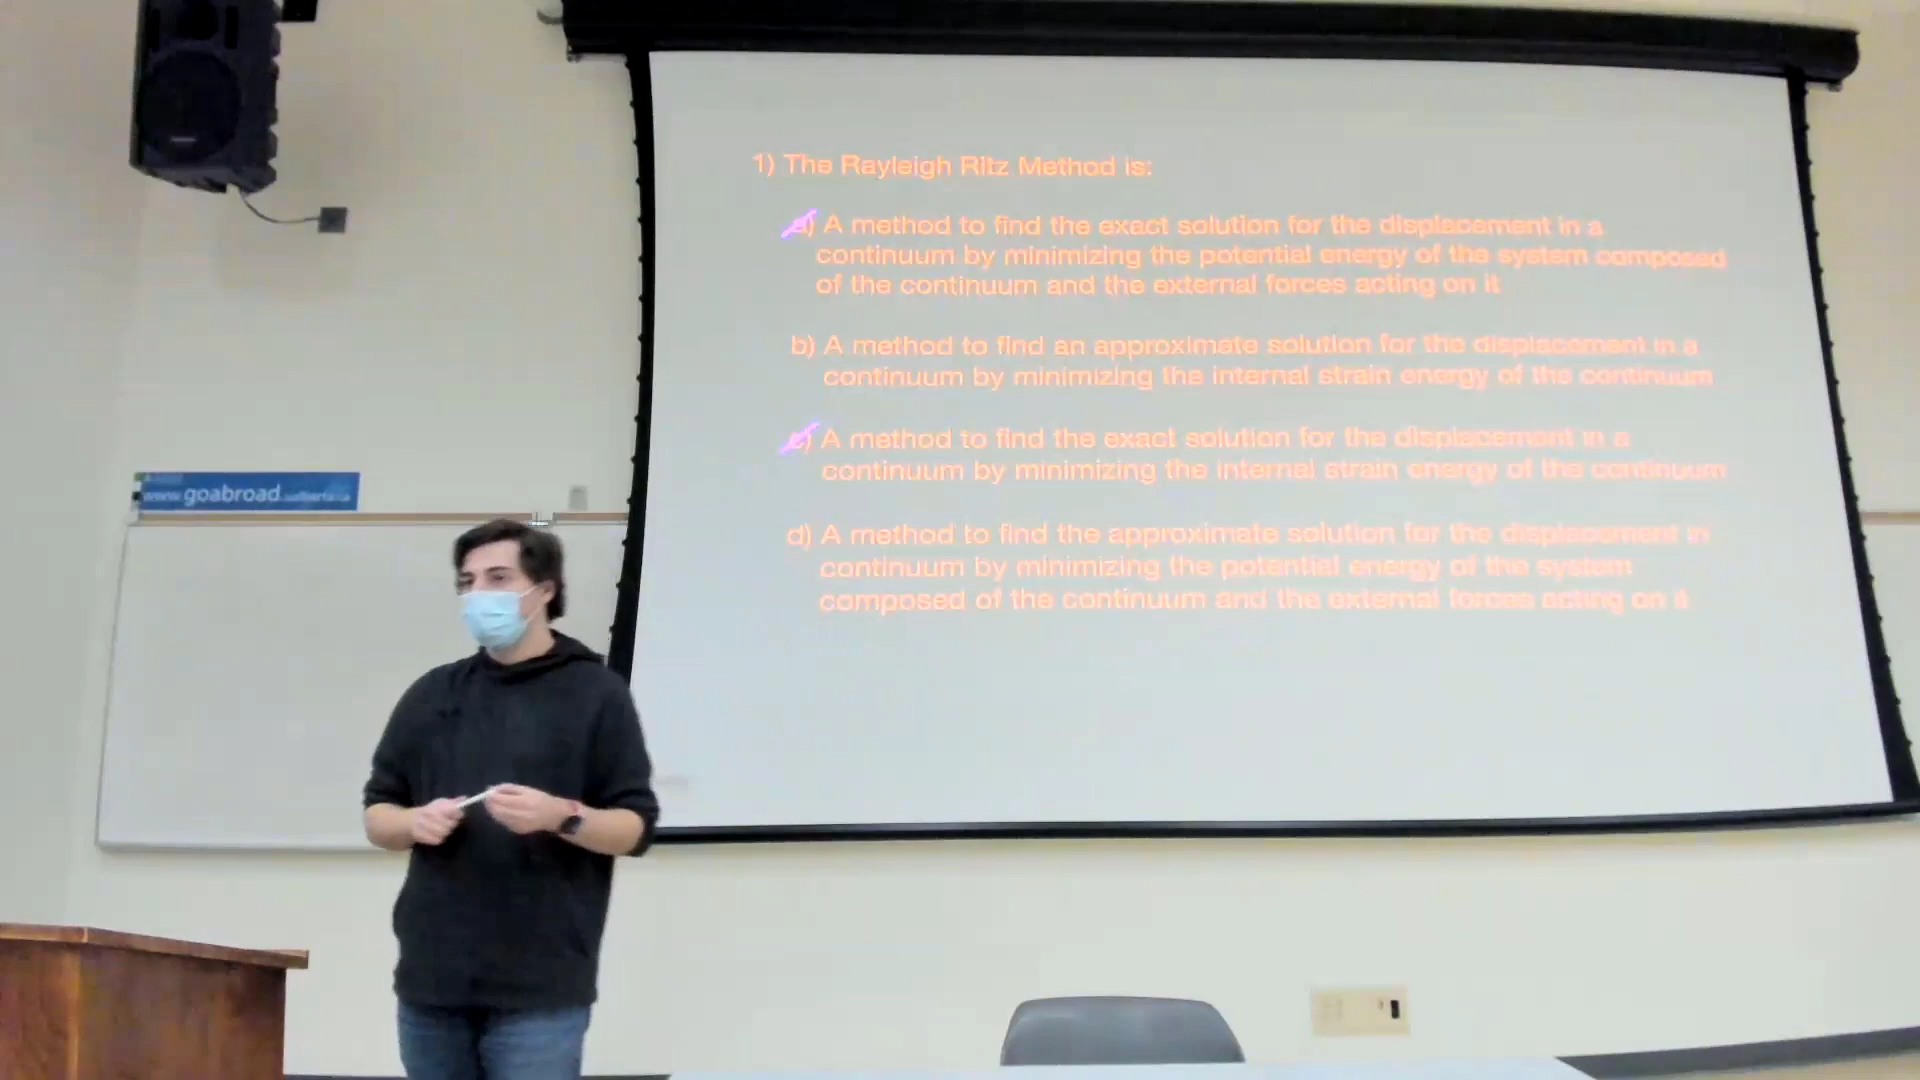 1) The Rayleigh Ritz Method is:
a) A method to find the exact solution for the displacement in a
continuum by minimizing the potential energy of the system composed
of the continuum and the external forces acting on it
b) A method to find an approximate solution for the displacement in a
continuum by minimizing the internal strain energy of the continuum
c) A method to find the exact solution for the displacement in a
continuum by minimizing the internal strain energy of the continuum
d) A method to find the approximate solution for the displacement in
continuum by minimizing the potential energy of the system
composed of the continuum and the external forces acting on it
www.goabroad.ualberta.ca